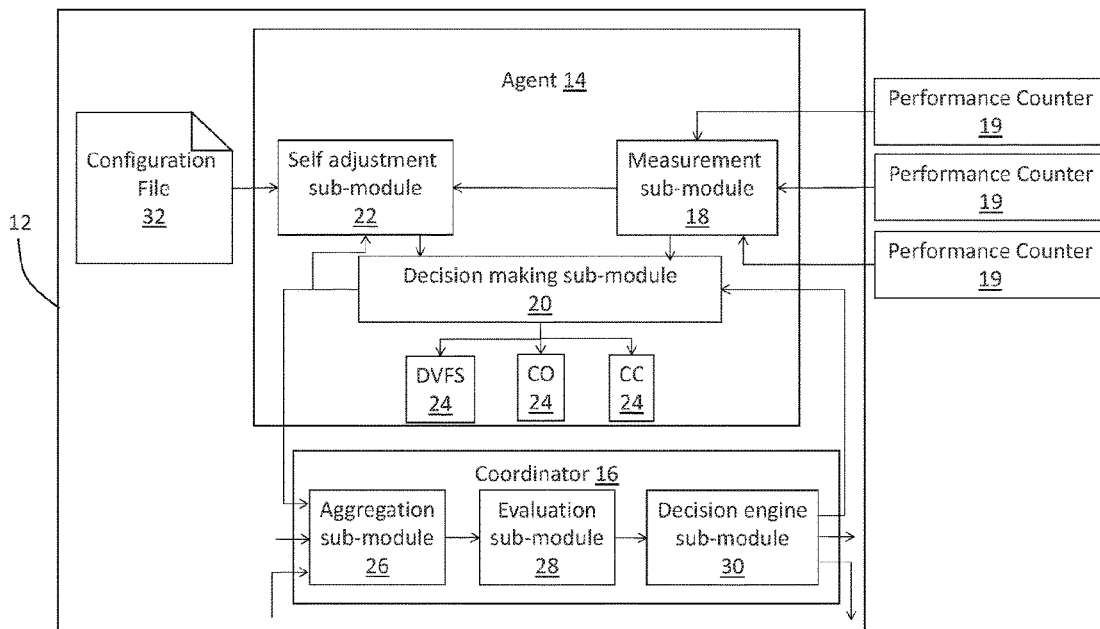 Agent 14
Performance Counter
19
Configuration
File
32
Self adjustment
sub-module
22
Measurement
sub-module
18
Performance Counter
19
12
Performance Counter
19
Decision making sub-module
20
DVFS
24
CO
24
CC
24
Coordinator 16
Aggregation
sub-module
26
Evaluation
sub-module
28
Decision engine
sub-module
30